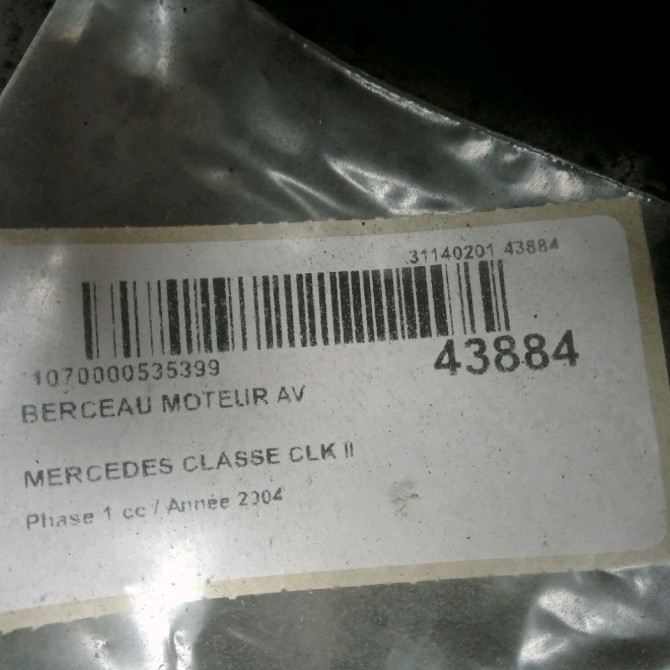 31140201 43884
1070000535399
43884
BERCEAU MOTEUR AV
MERCEDES CLASSE CLK II
Phase 1 cc / Année 2004